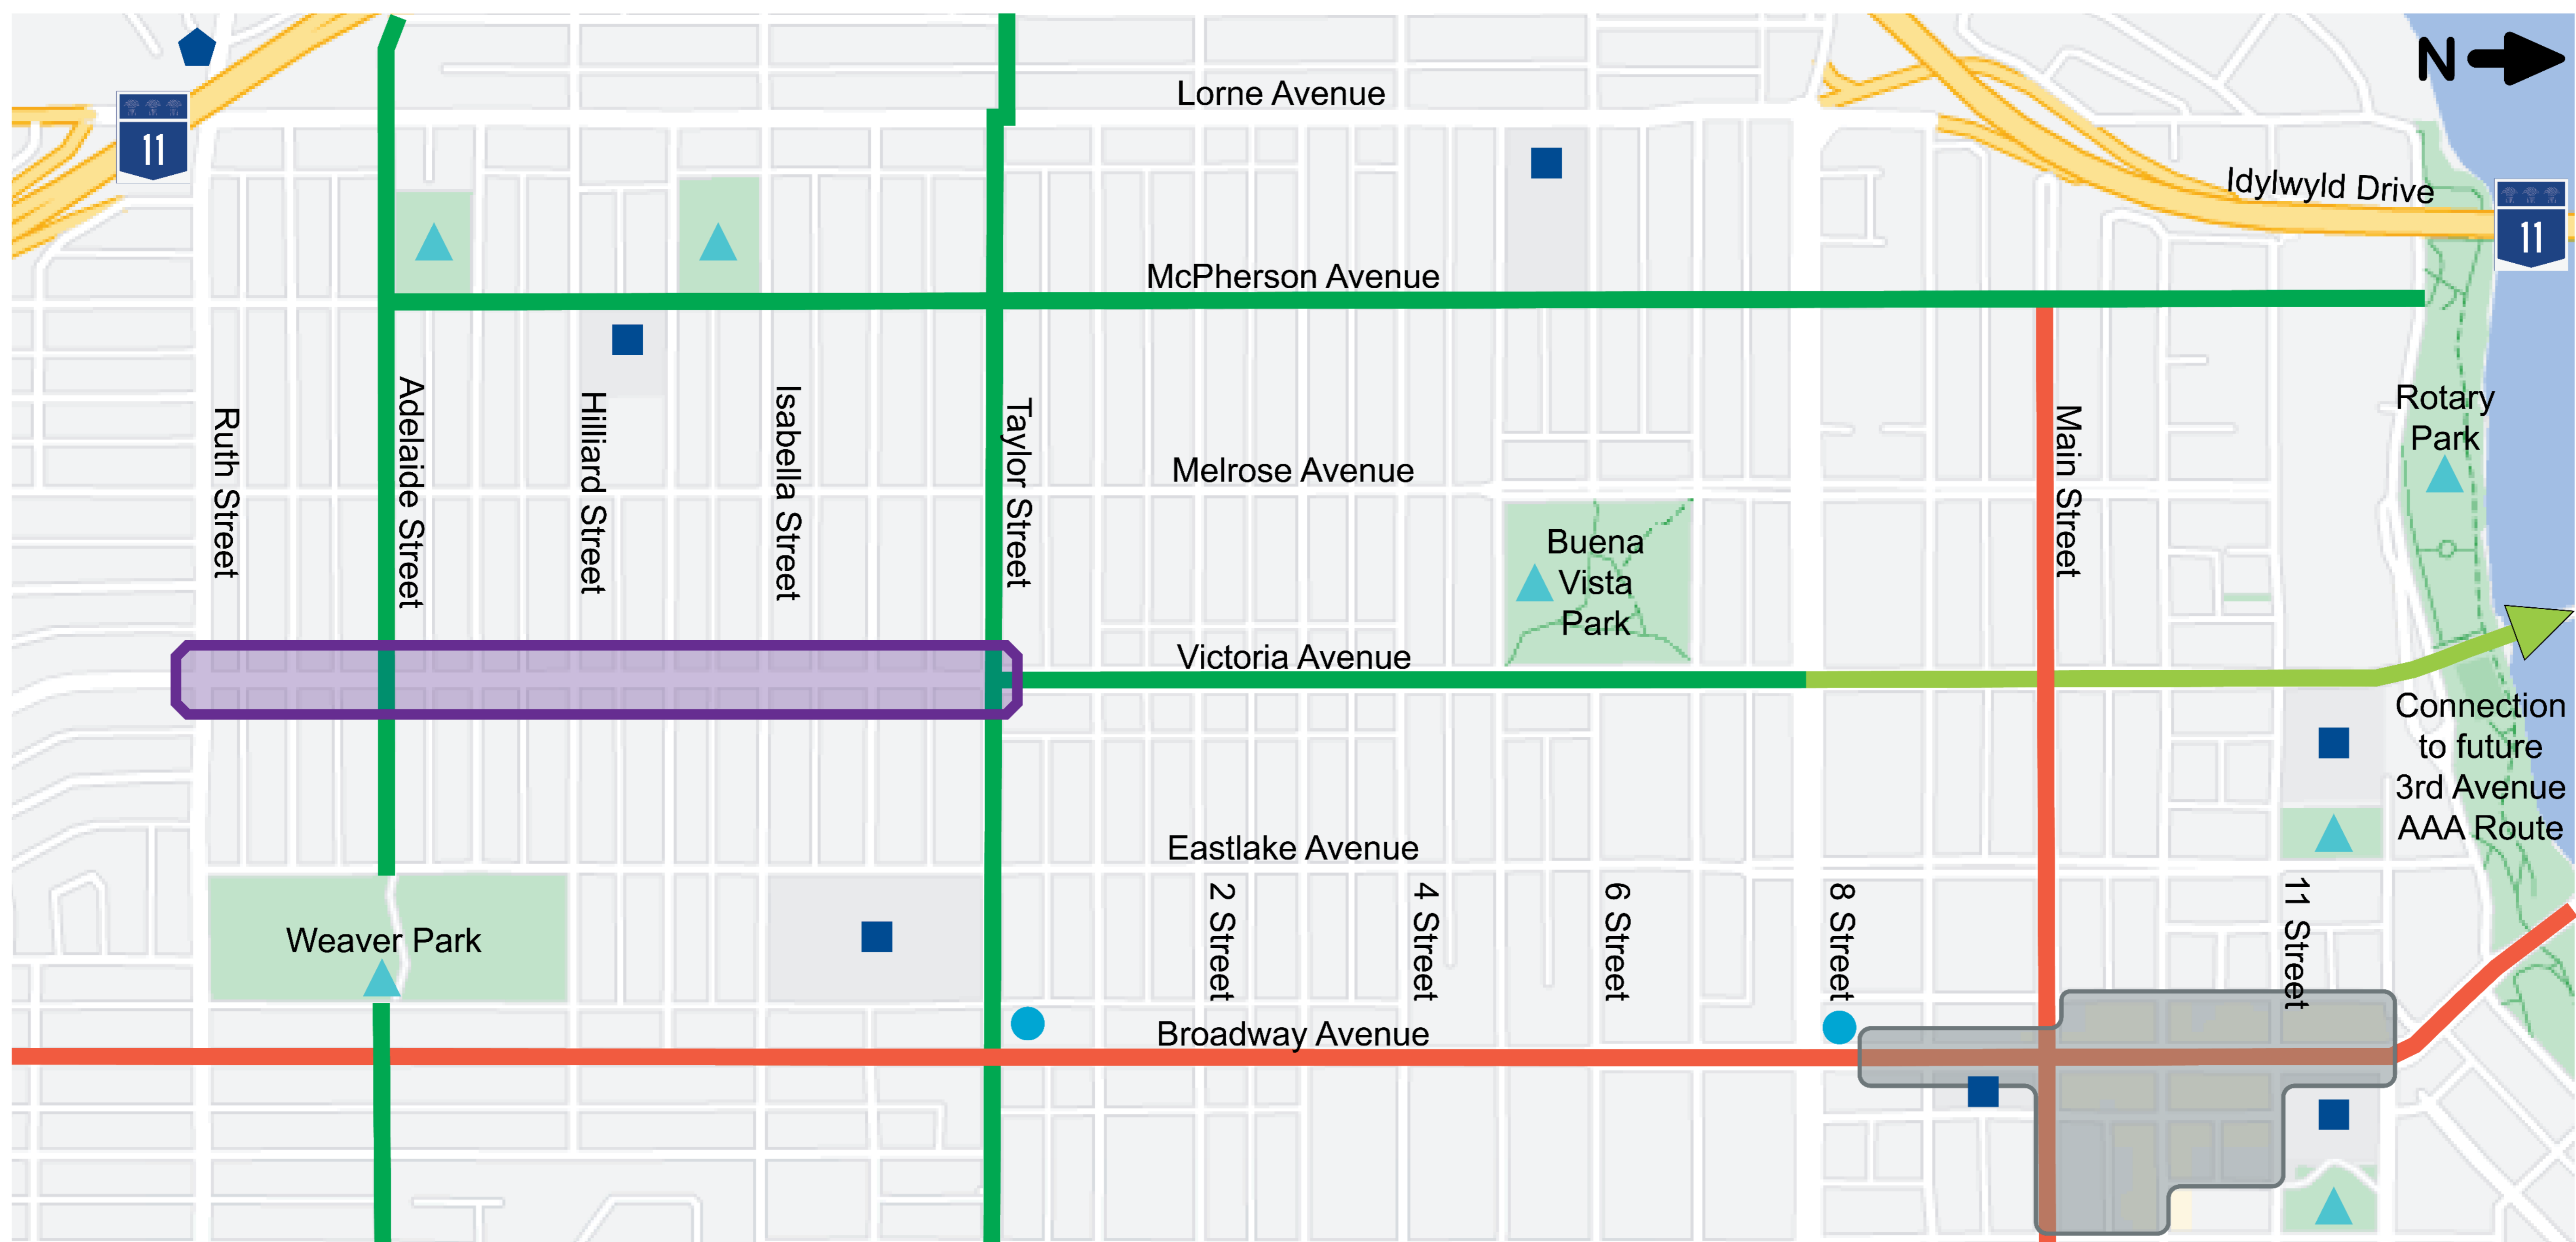 N
Lorne Avenue
11
Idylwyld Drive
11
McPherson Avenue
Ruth Street
Adelaide Street
Hilliard Street
Isabella Street
Taylor Street
Main Street
Rotary
Park
Melrose Avenue
Buena
Vista
Park
Victoria Avenue
Connection
to future
3rd Avenue
AAA Route
Eastlake Avenue
Weaver Park
2 Street
4 Street
6 Street
8 Street
11 Street
Broadway Avenue